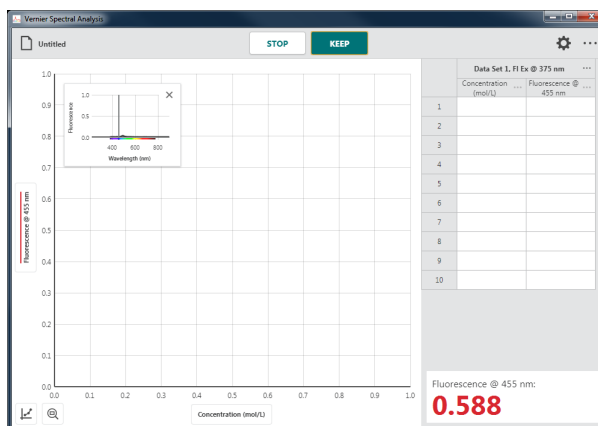 Vernier Spectral Analysis
Untitled
STOP
KEEP
...
1.0
0.9
0.8
0.7
0.6
0.5
0.4
0.3
0.2
0.1
0.0
Fluorescence @ 455 nm
0.0 0.1 0.2 0.3 0.4 0.5 0.6 0.7 0.8 0.9 1.0
Concentration (mol/L)
1.0
0.5
0.0
Fluorescence
400 600 800
Wavelength (nm)
Data Set 1, Fl Ex @ 375 nm ...
Concentration ... Fluorescence @ ...
(mol/L) 455 nm
1
2
3
4
5
6
7
8
9
10
Fluorescence @ 455 nm:
0.588